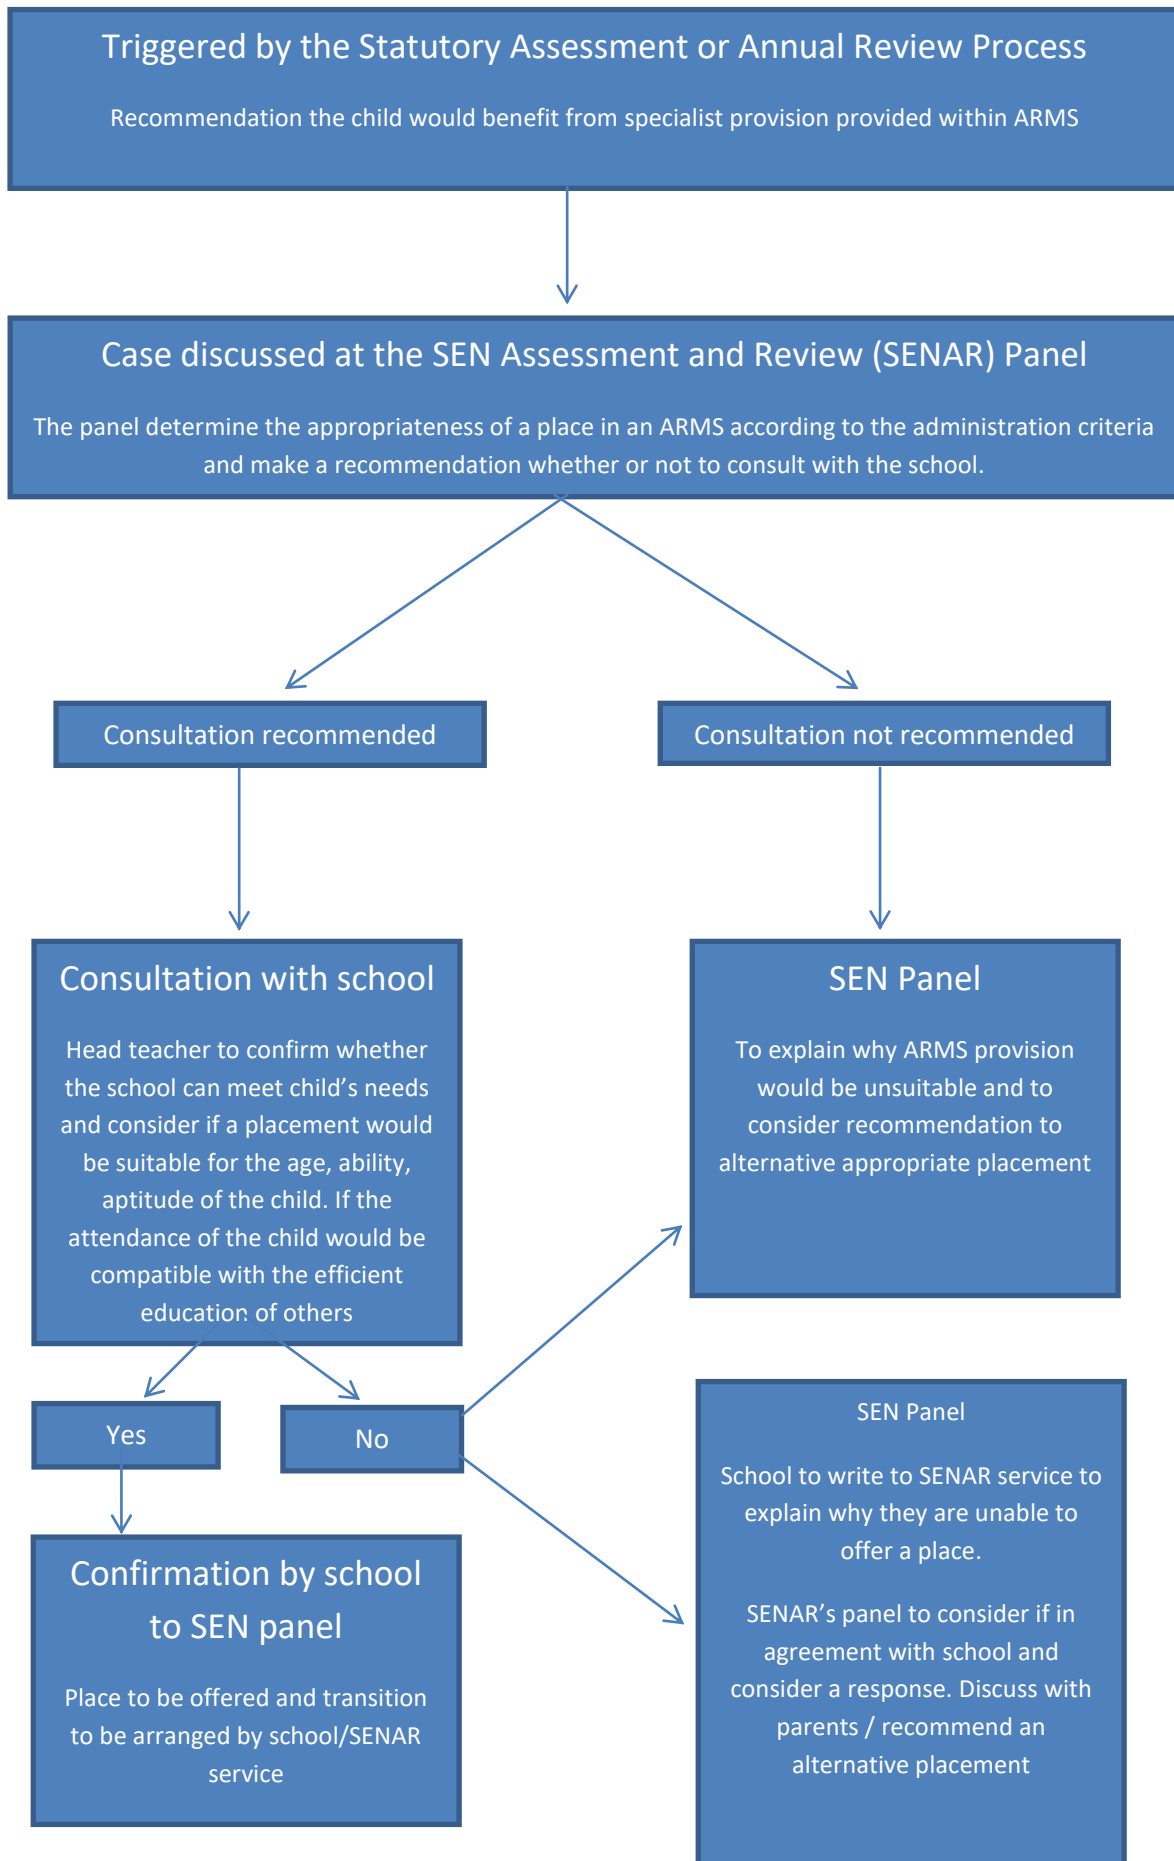 Triggered by the Statutory Assessment or Annual Review Process
Recommendation the child would benefit from specialist provision provided within ARMS
Case discussed at the SEN Assessment and Review (SENAR) Panel
The panel determine the appropriateness of a place in an ARMS according to the administration criteria
and make a recommendation whether or not to consult with the school.
Consultation recommended
Consultation not recommended
Consultation with school
Head teacher to confirm whether
the school can meet child’s needs
and consider if a placement would
be suitable for the age, ability,
aptitude of the child. If the
attendance of the child would be
compatible with the efficient
education of others
SEN Panel
To explain why ARMS provision
would be unsuitable and to
consider recommendation to
alternative appropriate placement
Yes
No
Confirmation by school
to SEN panel
Place to be offered and transition
to be arranged by school/SENAR
service
SEN Panel
School to write to SENAR service to
explain why they are unable to
offer a place.
SENAR’s panel to consider if in
agreement with school and
consider a response. Discuss with
parents / recommend an
alternative placement